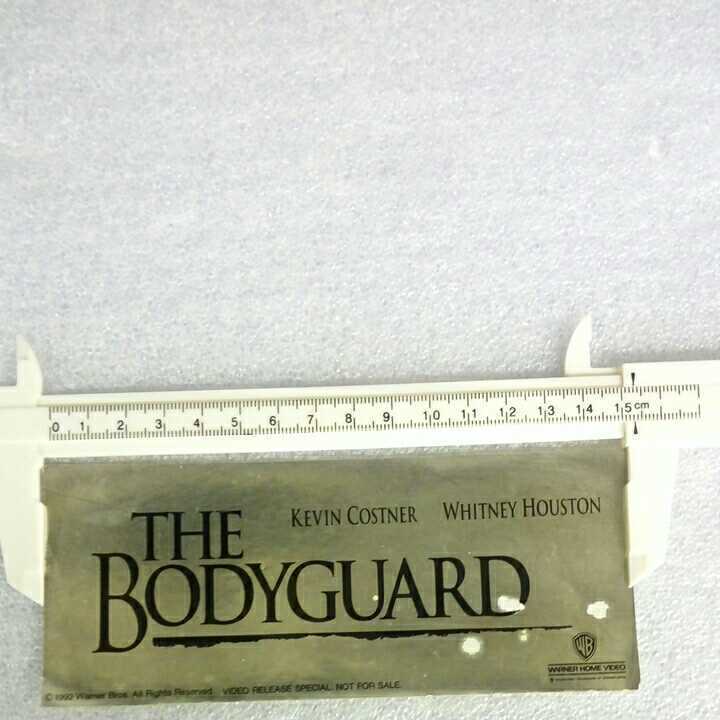 0 1 2 3 4 5 6 7 8 9 10 11 12 13 14 15 cm
KEVIN COSTNER WHITNEY HOUSTON
THE
BODYGUARD
WB
WARNER HOME VIDEO
© 1992 Warner Bros. All Rights Reserved. VIDEO RELEASE SPECIAL. NOT FOR SALE.